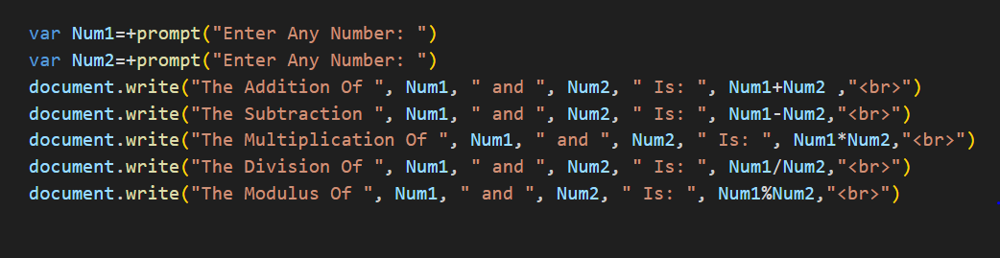 var Num1=+prompt("Enter Any Number: ")
var Num2=+prompt("Enter Any Number: ")
document.write("The Addition Of ", Num1, " and ", Num2, " Is: ", Num1+Num2 ,"<br>")
document.write("The Subtraction ", Num1, " and ", Num2, " Is: ", Num1-Num2,"<br>")
document.write("The Multiplication Of ", Num1, " and ", Num2, " Is: ", Num1*Num2,"<br>")
document.write("The Division Of ", Num1, " and ", Num2, " Is: ", Num1/Num2,"<br>")
document.write("The Modulus Of ", Num1, " and ", Num2, " Is: ", Num1%Num2,"<br>")